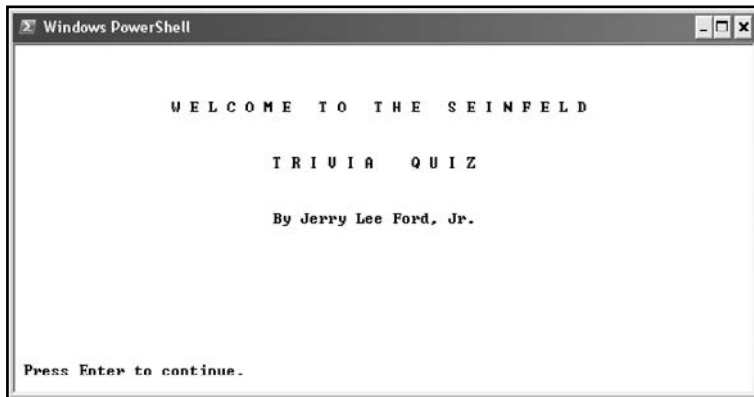 Windows PowerShell
W E L C O M E   T O   T H E   S E I N F E L D
T R I V I A   Q U I Z
By Jerry Lee Ford, Jr.
Press Enter to continue.